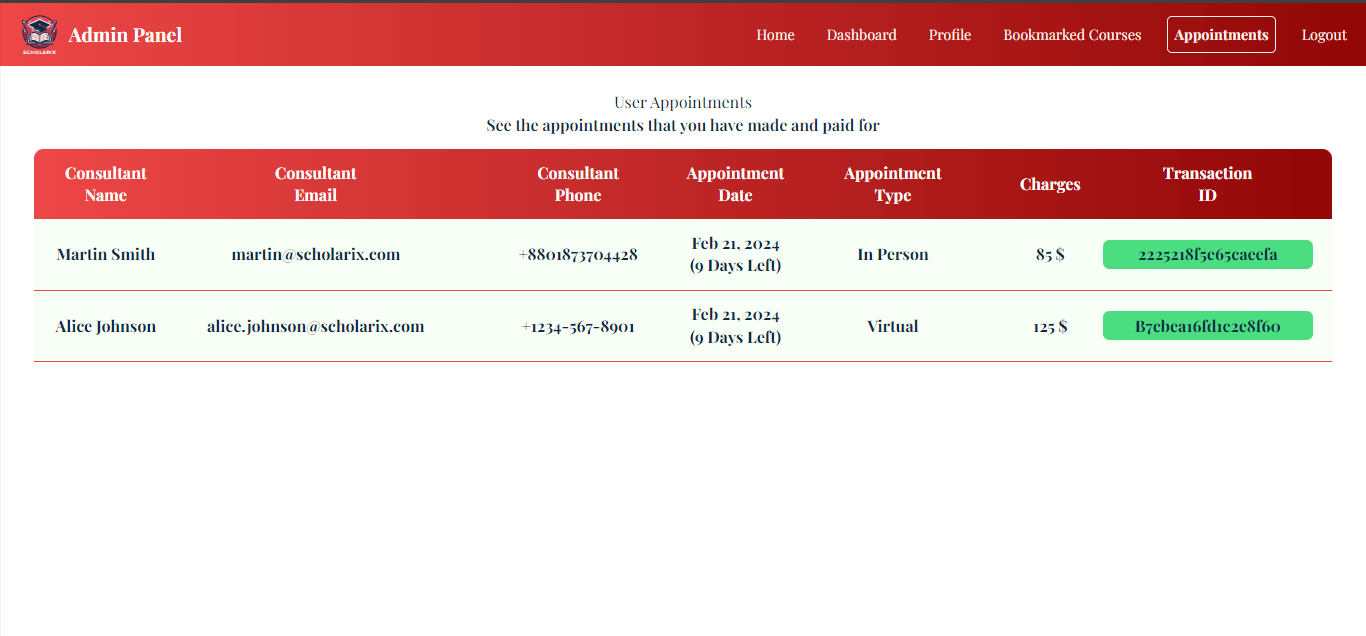 SCHOLARIX
Admin Panel
Home Dashboard Profile Bookmarked Courses Appointments Logout
User Appointments
See the appointments that you have made and paid for
Consultant Name Consultant Email Consultant Phone Appointment Date Appointment Type Charges Transaction ID
Martin Smith martin@scholarix.com +8801873704428 Feb 21, 2024 (9 Days Left) In Person 85 $ 2225218f5e65caeefa
Alice Johnson alice.johnson@scholarix.com +1234-567-8901 Feb 21, 2024 (9 Days Left) Virtual 125 $ B7cbca16fd1c2e8f60